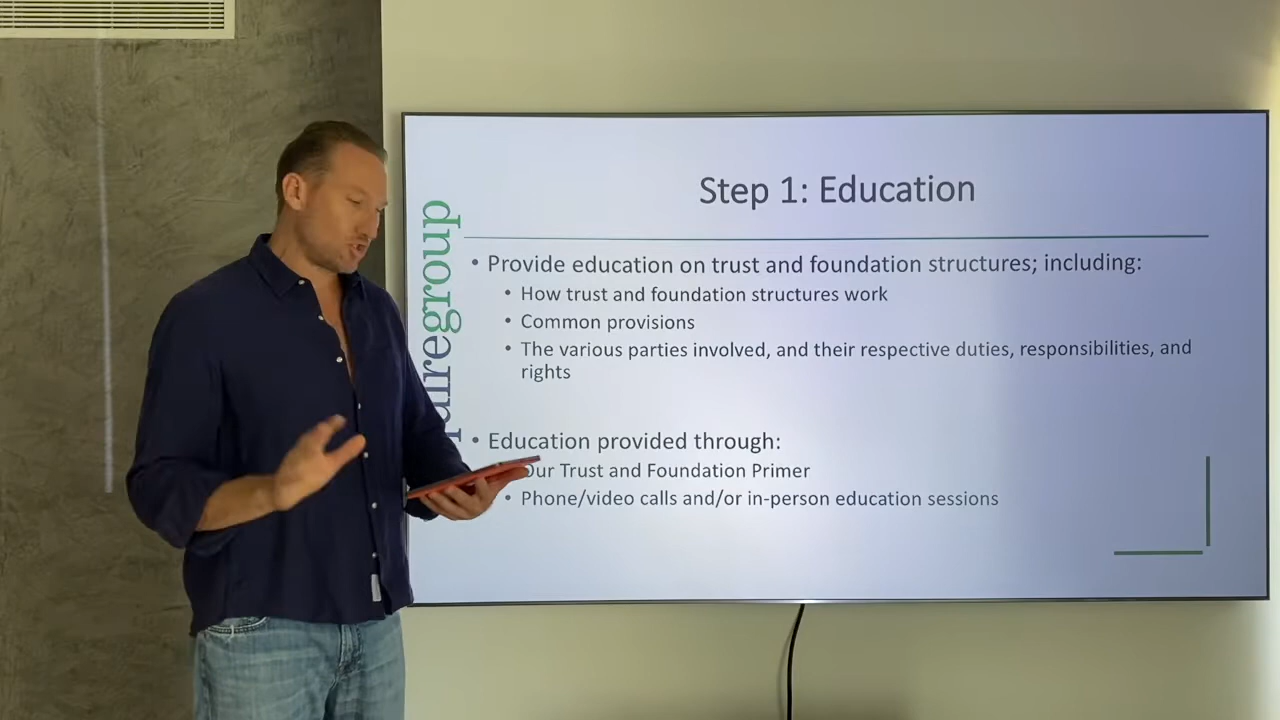 Step 1: Education
• Provide education on trust and foundation structures; including:
• How trust and foundation structures work
• Common provisions
• The various parties involved, and their respective duties, responsibilities, and
rights
• Education provided through:
Our Trust and Foundation Primer
• Phone/video calls and/or in-person education sessions